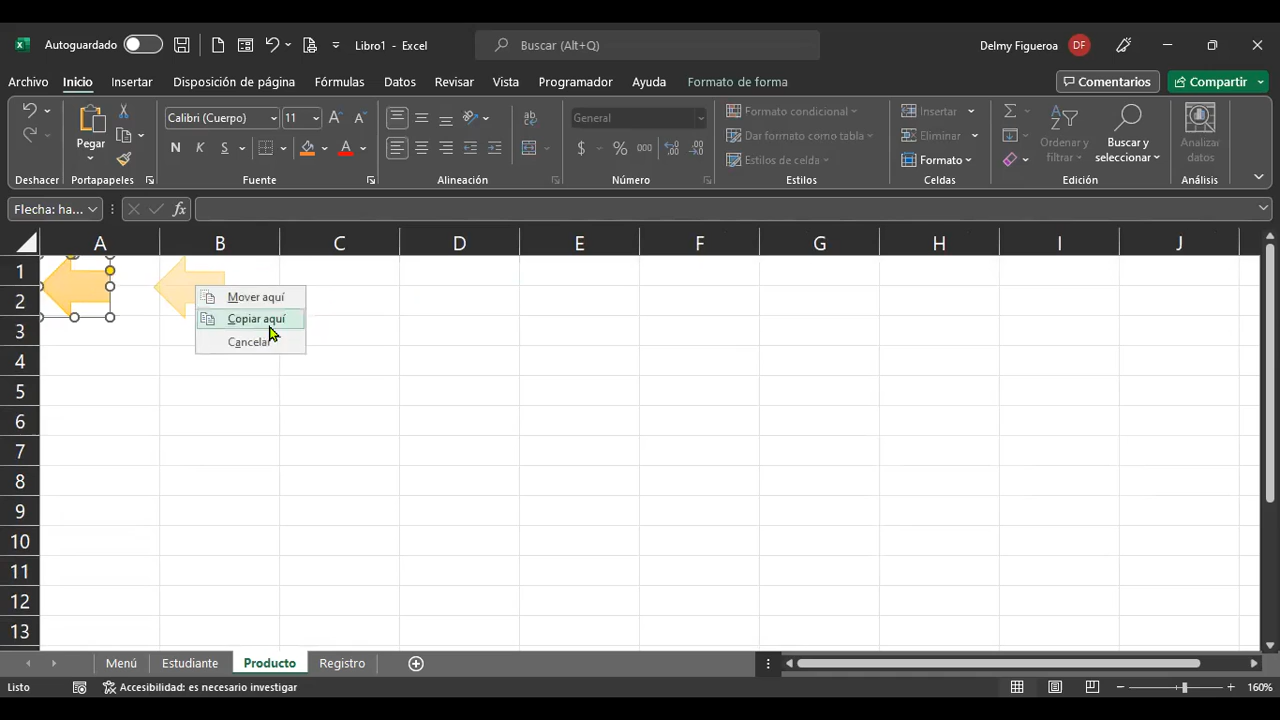 Autoguardado Libro1 - Excel Buscar (Alt+Q) Delmy Figueroa DF
Archivo Inicio Insertar Disposición de página Fórmulas Datos Revisar Vista Programador Ayuda Formato de forma Comentarios Compartir
Pegar Calibri (Cuerpo) 11 A A ab General Formato condicional Insertar Σ
Dar formato como tabla Eliminar Ordenar y filtrar Buscar y seleccionar Analizar datos
N K S A $ % 000 Estilos de celda Formato
Deshacer Portapapeles Fuente Alineación Número Estilos Celdas Edición Análisis
Flecha: ha... fx
A B C D E F G H I J
1
2
3
4
5
6
7
8
9
10
11
12
13
Mover aquí
Copiar aquí
Cancelar
Menú Estudiante Producto Registro
Listo Accesibilidad: es necesario investigar 160%